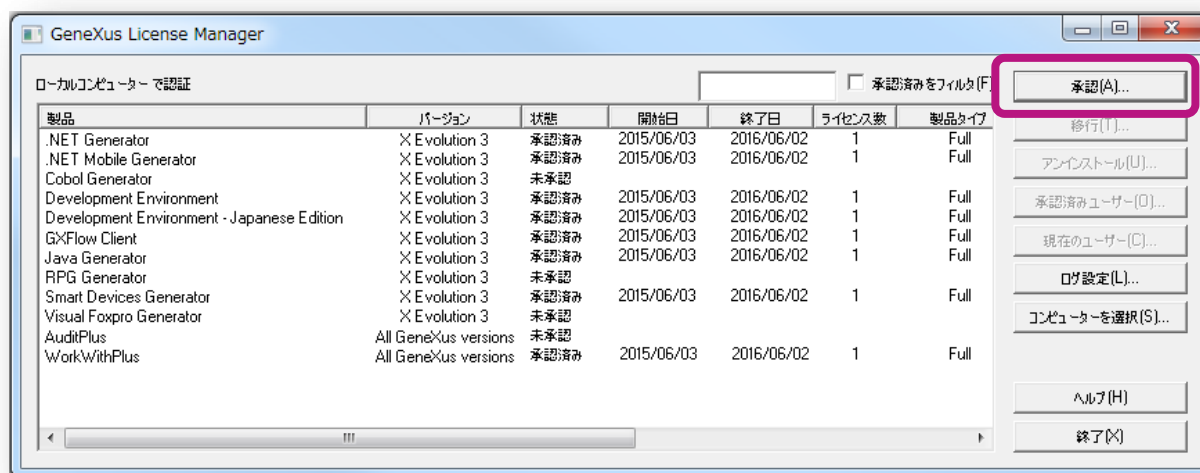 GeneXus License Manager
ローカルコンピューター で認証
承認済みをフィルタ(F)
承認(A)...
製品 バージョン 状態 開始日 終了日 ライセンス数 製品タイプ
移行(T)...
.NET Generator X Evolution 3 承認済み 2015/06/03 2016/06/02 1 Full
.NET Mobile Generator X Evolution 3 承認済み 2015/06/03 2016/06/02 1 Full
アンインストール(U)...
Cobol Generator X Evolution 3 未承認
Development Environment X Evolution 3 承認済み 2015/06/03 2016/06/02 1 Full
承認済みユーザー(O)...
Development Environment - Japanese Edition X Evolution 3 承認済み 2015/06/03 2016/06/02 1 Full
GXFlow Client X Evolution 3 承認済み 2015/06/03 2016/06/02 1 Full
現在のユーザー(C)...
Java Generator X Evolution 3 承認済み 2015/06/03 2016/06/02 1 Full
RPG Generator X Evolution 3 未承認
ログ設定(L)...
Smart Devices Generator X Evolution 3 承認済み 2015/06/03 2016/06/02 1 Full
Visual Foxpro Generator X Evolution 3 未承認
コンピューターを選択(S)...
AuditPlus All GeneXus versions 未承認
WorkWithPlus All GeneXus versions 承認済み 2015/06/03 2016/06/02 1 Full
ヘルプ(H)
終了(X)